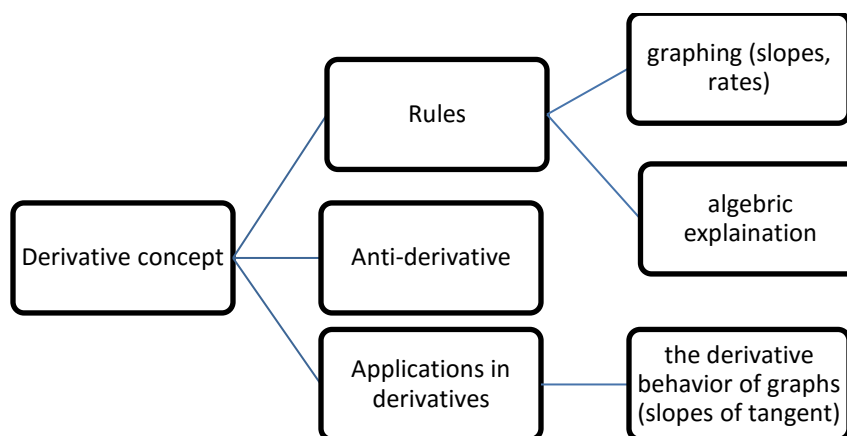 Derivative concept
Rules
graphing (slopes,
rates)
algebric
explaination
Anti-derivative
Applications in
derivatives
the derivative
behavior of graphs
(slopes of tangent)